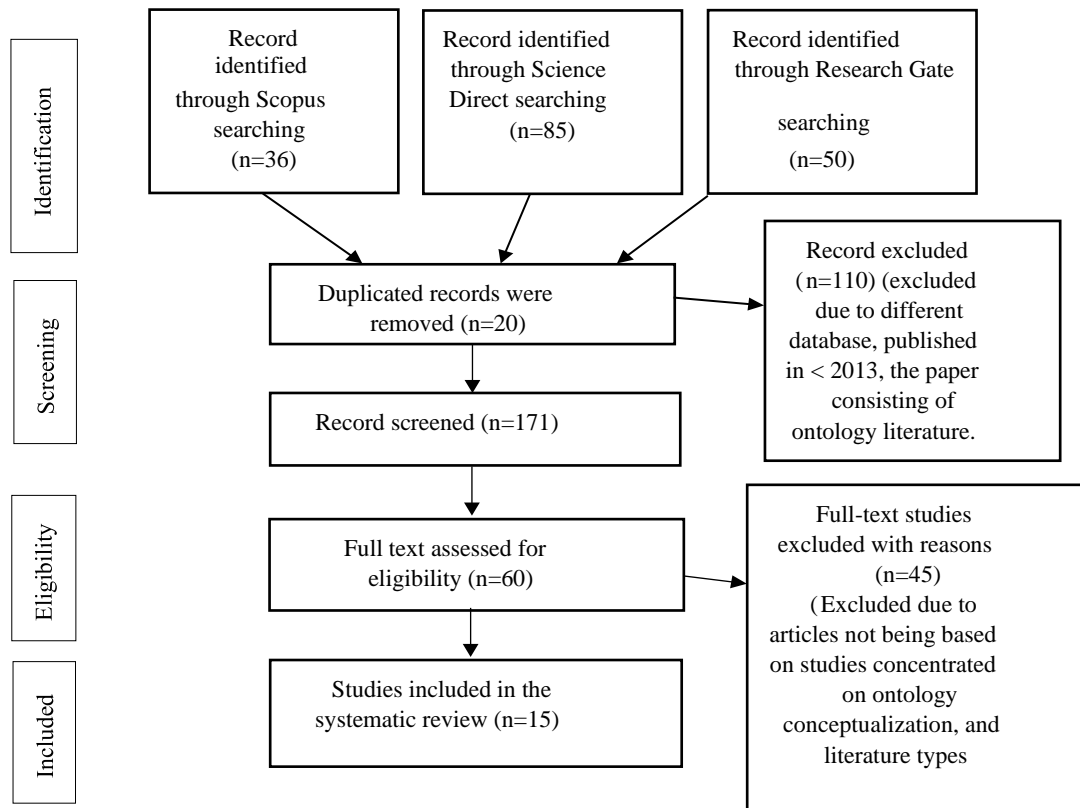 Identification
Record
identified
through Scopus
searching
(n=36)
Record identified
through Science
Direct searching
(n=85)
Record identified
through Research Gate
searching
(n=50)
Screening
Duplicated records were
removed (n=20)
Record excluded
(n=110) (excluded
due to different
database, published
in < 2013, the paper
consisting of
ontology literature.
Record screened (n=171)
Eligibility
Full text assessed for
eligibility (n=60)
Full-text studies
excluded with reasons
(n=45)
(Excluded due to
articles not being based
on studies concentrated
on ontology
conceptualization, and
literature types
Included
Studies included in the
systematic review (n=15)